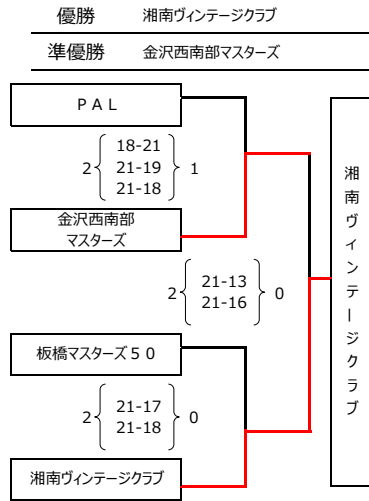 優勝 湘南ヴィンテージクラブ
準優勝 金沢西南部マスターズ
ＰＡＬ
2 18-21 1
21-19
21-18
金沢西南部
マスターズ
2 21-13 0
21-16
板橋マスターズ５０
2 21-17 0
21-18
湘南ヴィンテージクラブ
湘南ヴィンテージクラブ